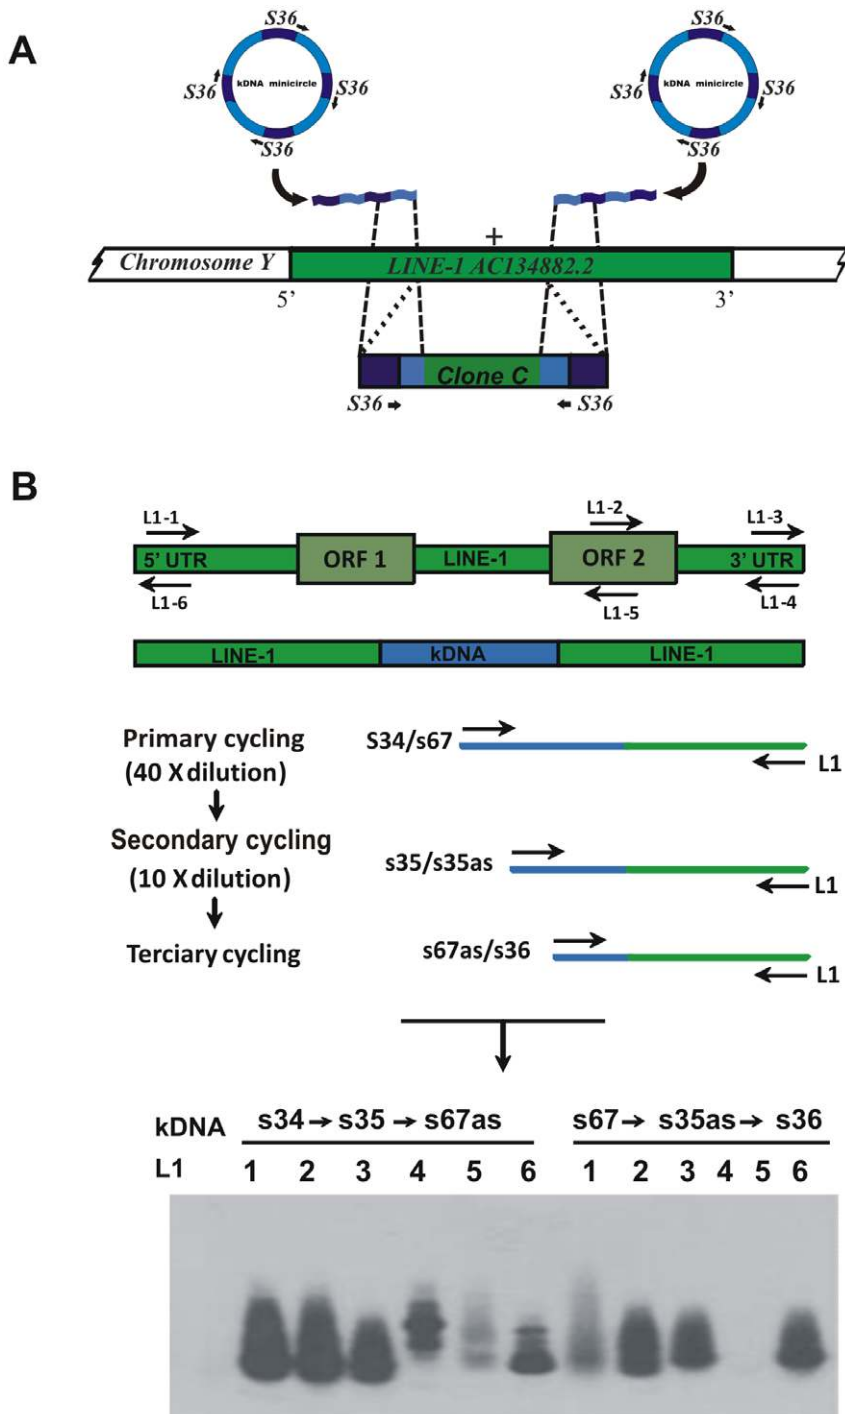 A
S36
S36
kDNA minicircle
S36
S36
S36
S36
kDNA minicircle
S36
S36
+
Chromosome Y
LINE-1 AC134882.2
5’
3’
Clone C
S36
S36
B
L1-1
L1-2
L1-3
5’ UTR
ORF 1
LINE-1
ORF 2
3’ UTR
L1-6
L1-5
L1-4
LINE-1
kDNA
LINE-1
Primary cycling
(40 X dilution)
S34/s67
L1
Secondary cycling
(10 X dilution)
s35/s35as
L1
Terciary cycling
s67as/s36
L1
kDNA s34 → s35 → s67as s67 → s35as → s36
L1 1 2 3 4 5 6 1 2 3 4 5 6